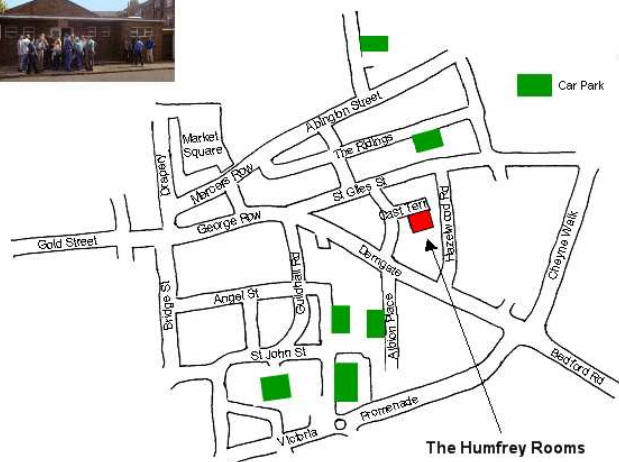 Car Park
Abington Street
Market
Square
The Ridings
Drapery
Mercers Row
St Giles St
Cast Terr
George Row
Gold Street
Hazelwood Rd
Cheyne Walk
Derngate
Guildhall Rd
Bridge St
Angel St
Albion Place
St John St
Bedford Rd
Victoria Promenade
The Humfrey Rooms